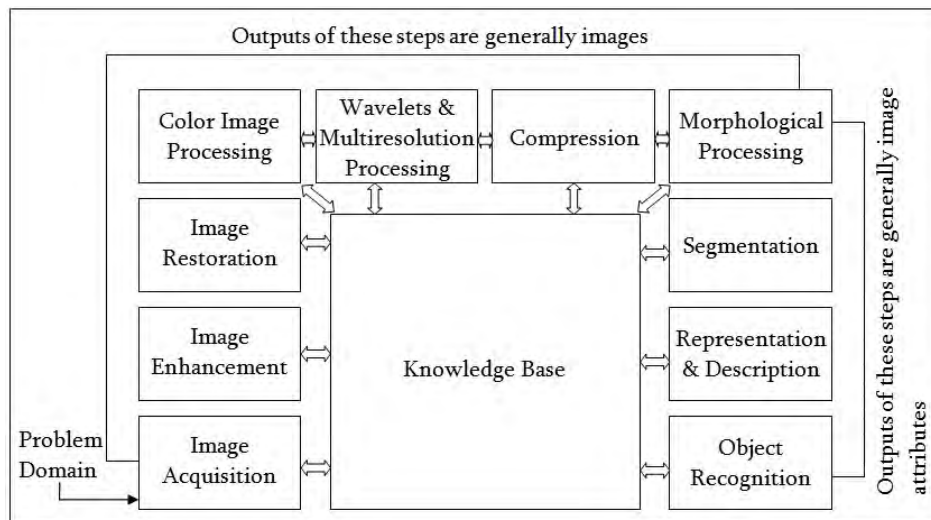 Outputs of these steps are generally images
Color Image
Processing
Wavelets &
Multiresolution
Processing
Compression
Morphological
Processing
Image
Restoration
Segmentation
Image
Enhancement
Knowledge Base
Representation
& Description
Problem
Domain
Image
Acquisition
Object
Recognition
Outputs of these steps are generally image
attributes